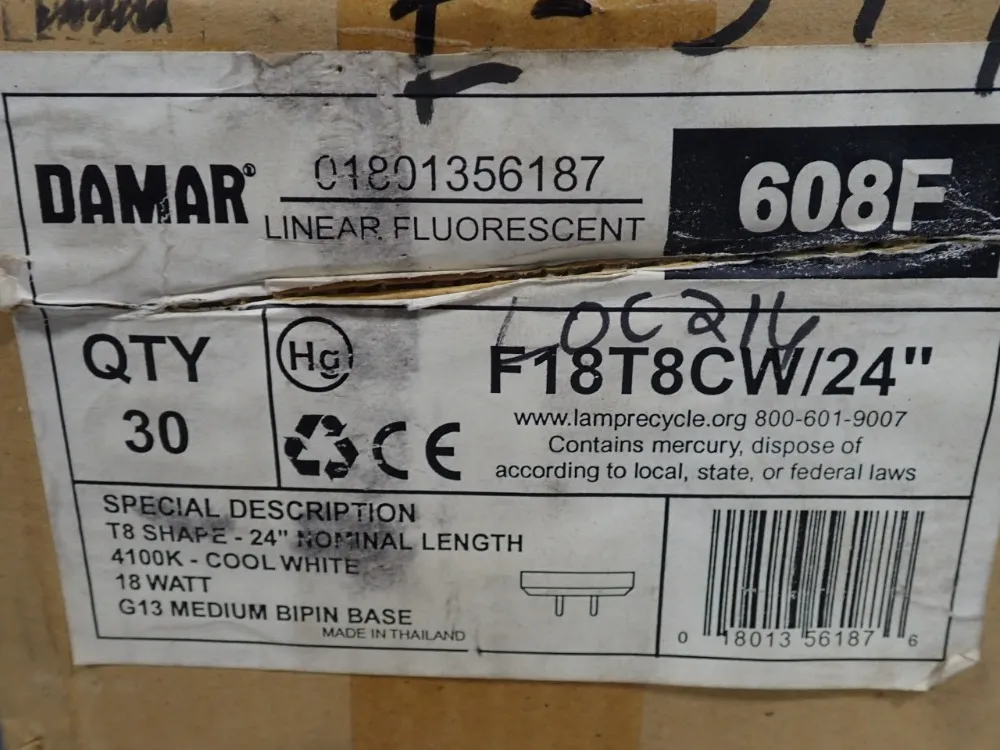 DAMAR®
01801356187
LINEAR FLUORESCENT
608F
LOC 216
QTY
30
Hg
F18T8CW/24"
www.lamprecycle.org 800-601-9007
Contains mercury, dispose of
according to local, state, or federal laws
CE
SPECIAL DESCRIPTION
T8 SHAPE - 24" NOMINAL LENGTH
4100K - COOL WHITE
18 WATT
G13 MEDIUM BIPIN BASE
MADE IN THAILAND
0 18013 56187 6